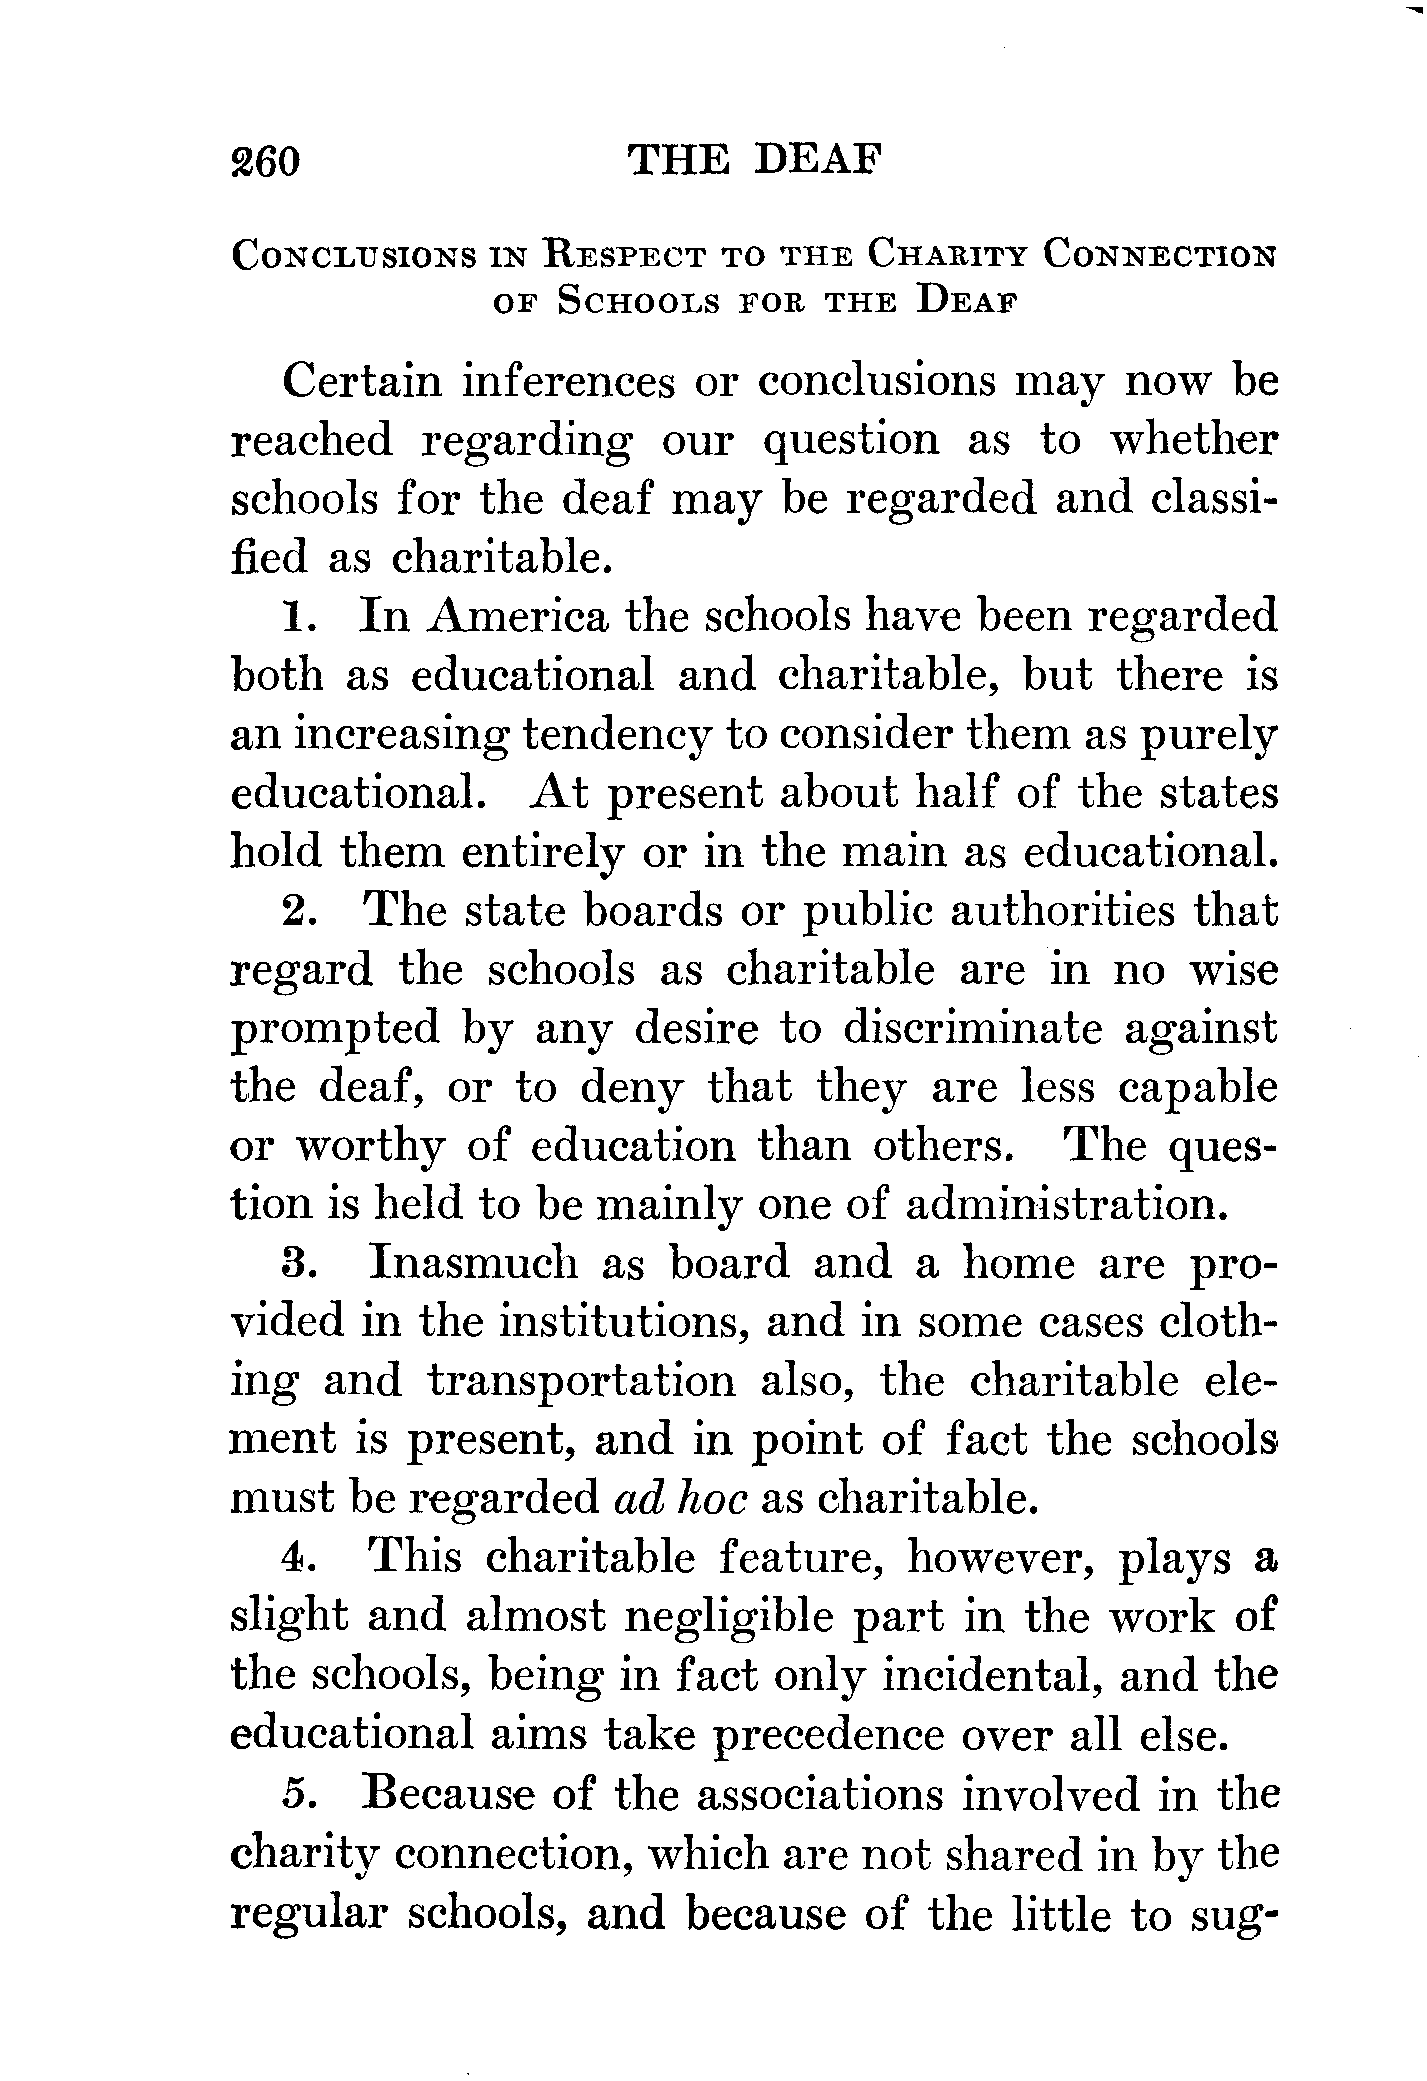 260 THE DEAF
Conclusions in Respect to the Charity Connection
of Schools for the Deaf
Certain inferences or conclusions may now be
reached regarding our question as to whether
schools for the deaf may be regarded and classi-
fied as charitable.
1. In America the schools have been regarded
both as educational and charitable, but there is
an increasing tendency to consider them as purely
educational. At present about half of the states
hold them entirely or in the main as educational.
2. The state boards or public authorities that
regard the schools as charitable are in no wise
prompted by any desire to discriminate against
the deaf, or to deny that they are less capable
or worthy of education than others. The ques-
tion is held to be mainly one of administration.
3. Inasmuch as board and a home are pro-
vided in the institutions, and in some cases cloth-
ing and transportation also, the charitable ele-
ment is present, and in point of fact the schools
must be regarded ad hoc as charitable.
4. This charitable feature, however, plays a
slight and almost negligible part in the work of
the schools, being in fact only incidental, and the
educational aims take precedence over all else.
5. Because of the associations involved in the
charity connection, which are not shared in by the
regular schools, and because of the little to sug-